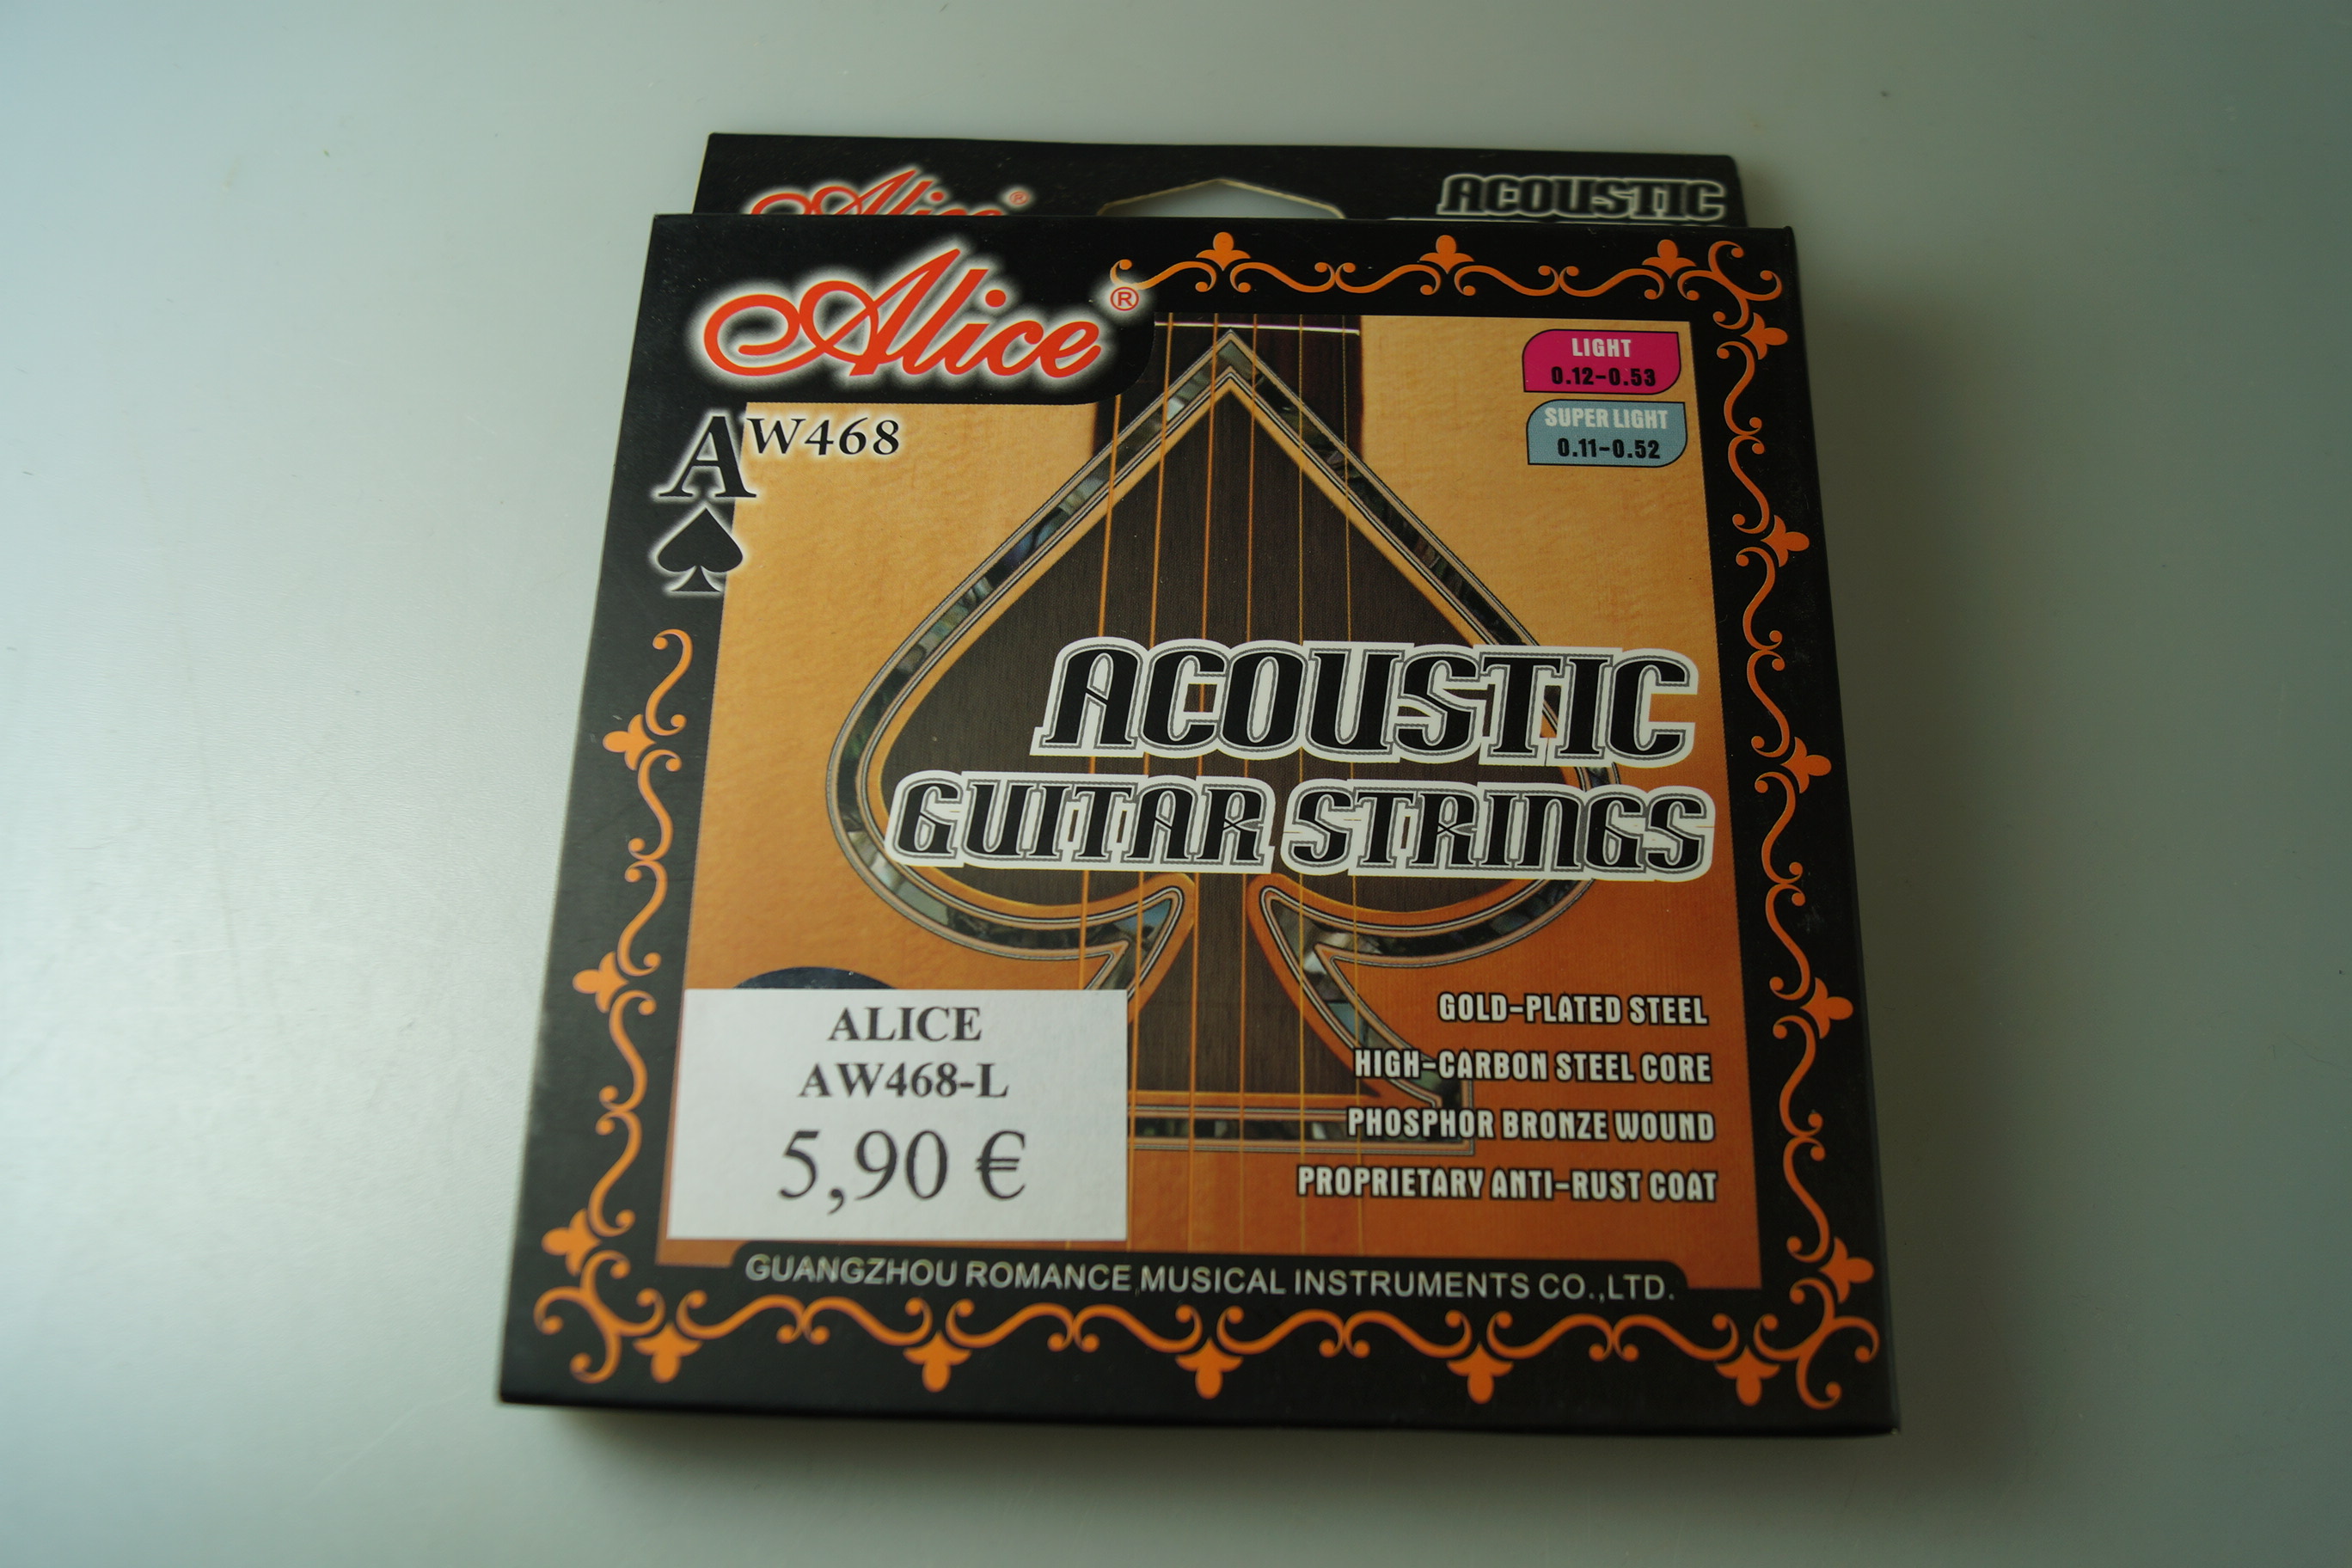 Alice®
ACOUSTIC
Alice®
AW468
LIGHT
0.12-0.53
SUPER LIGHT
0.11-0.52
ACOUSTIC
GUITAR STRINGS
GOLD-PLATED STEEL
HIGH-CARBON STEEL CORE
PHOSPHOR BRONZE WOUND
PROPRIETARY ANTI-RUST COAT
ALICE
AW468-L
5,90 €
GUANGZHOU ROMANCE MUSICAL INSTRUMENTS CO.,LTD.